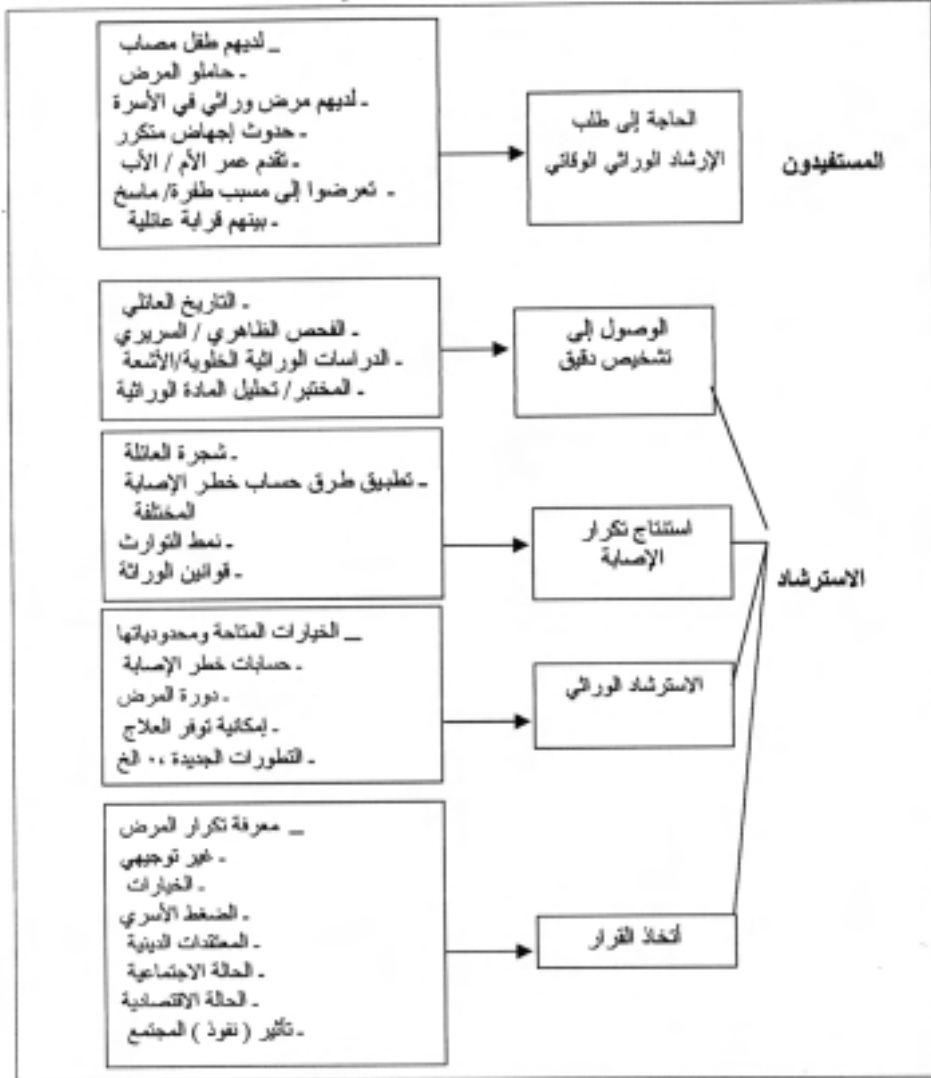 المستفيدون
الحاجة إلى طلب
الإرشاد الوراثي الوقائي
_ لديهم طفل مصاب
- حاملو المرض
- لديهم مرض وراثي في الأسرة
- حدوث إجهاض متكرر
- تقدم عمر الأم / الأب
- تعرضوا إلى مسبب طفرة/ ماسخ
- بينهم قرابة عائلية
الاسترشاد
الوصول إلى
تشخيص دقيق
- التاريخ العائلي
- الفحص الظاهري / السريري
- الدراسات الوراثية الخلوية/الأشعة
- المختبر / تحليل المادة الوراثية
استنتاج تكرار
الإصابة
- شجرة العائلة
- تطبيق طرق حساب خطر الإصابة
المختلفة
- نمط التوارث
- قوانين الوراثة
الاسترشاد الوراثي
_ الخيارات المتاحة ومحدودياتها
- حسابات خطر الإصابة
- دورة المرض
- إمكانية توفر العلاج
- التطورات الجديدة ،٠ الخ
أتخاذ القرار
_ معرفة تكرار المرض
- غير توجيهي
- الخيارات
- الضغط الأسري
- المعتقدات الدينية
- الحالة الاجتماعية
- الحالة الاقتصادية
- تأثير ( نفوذ ) المجتمع